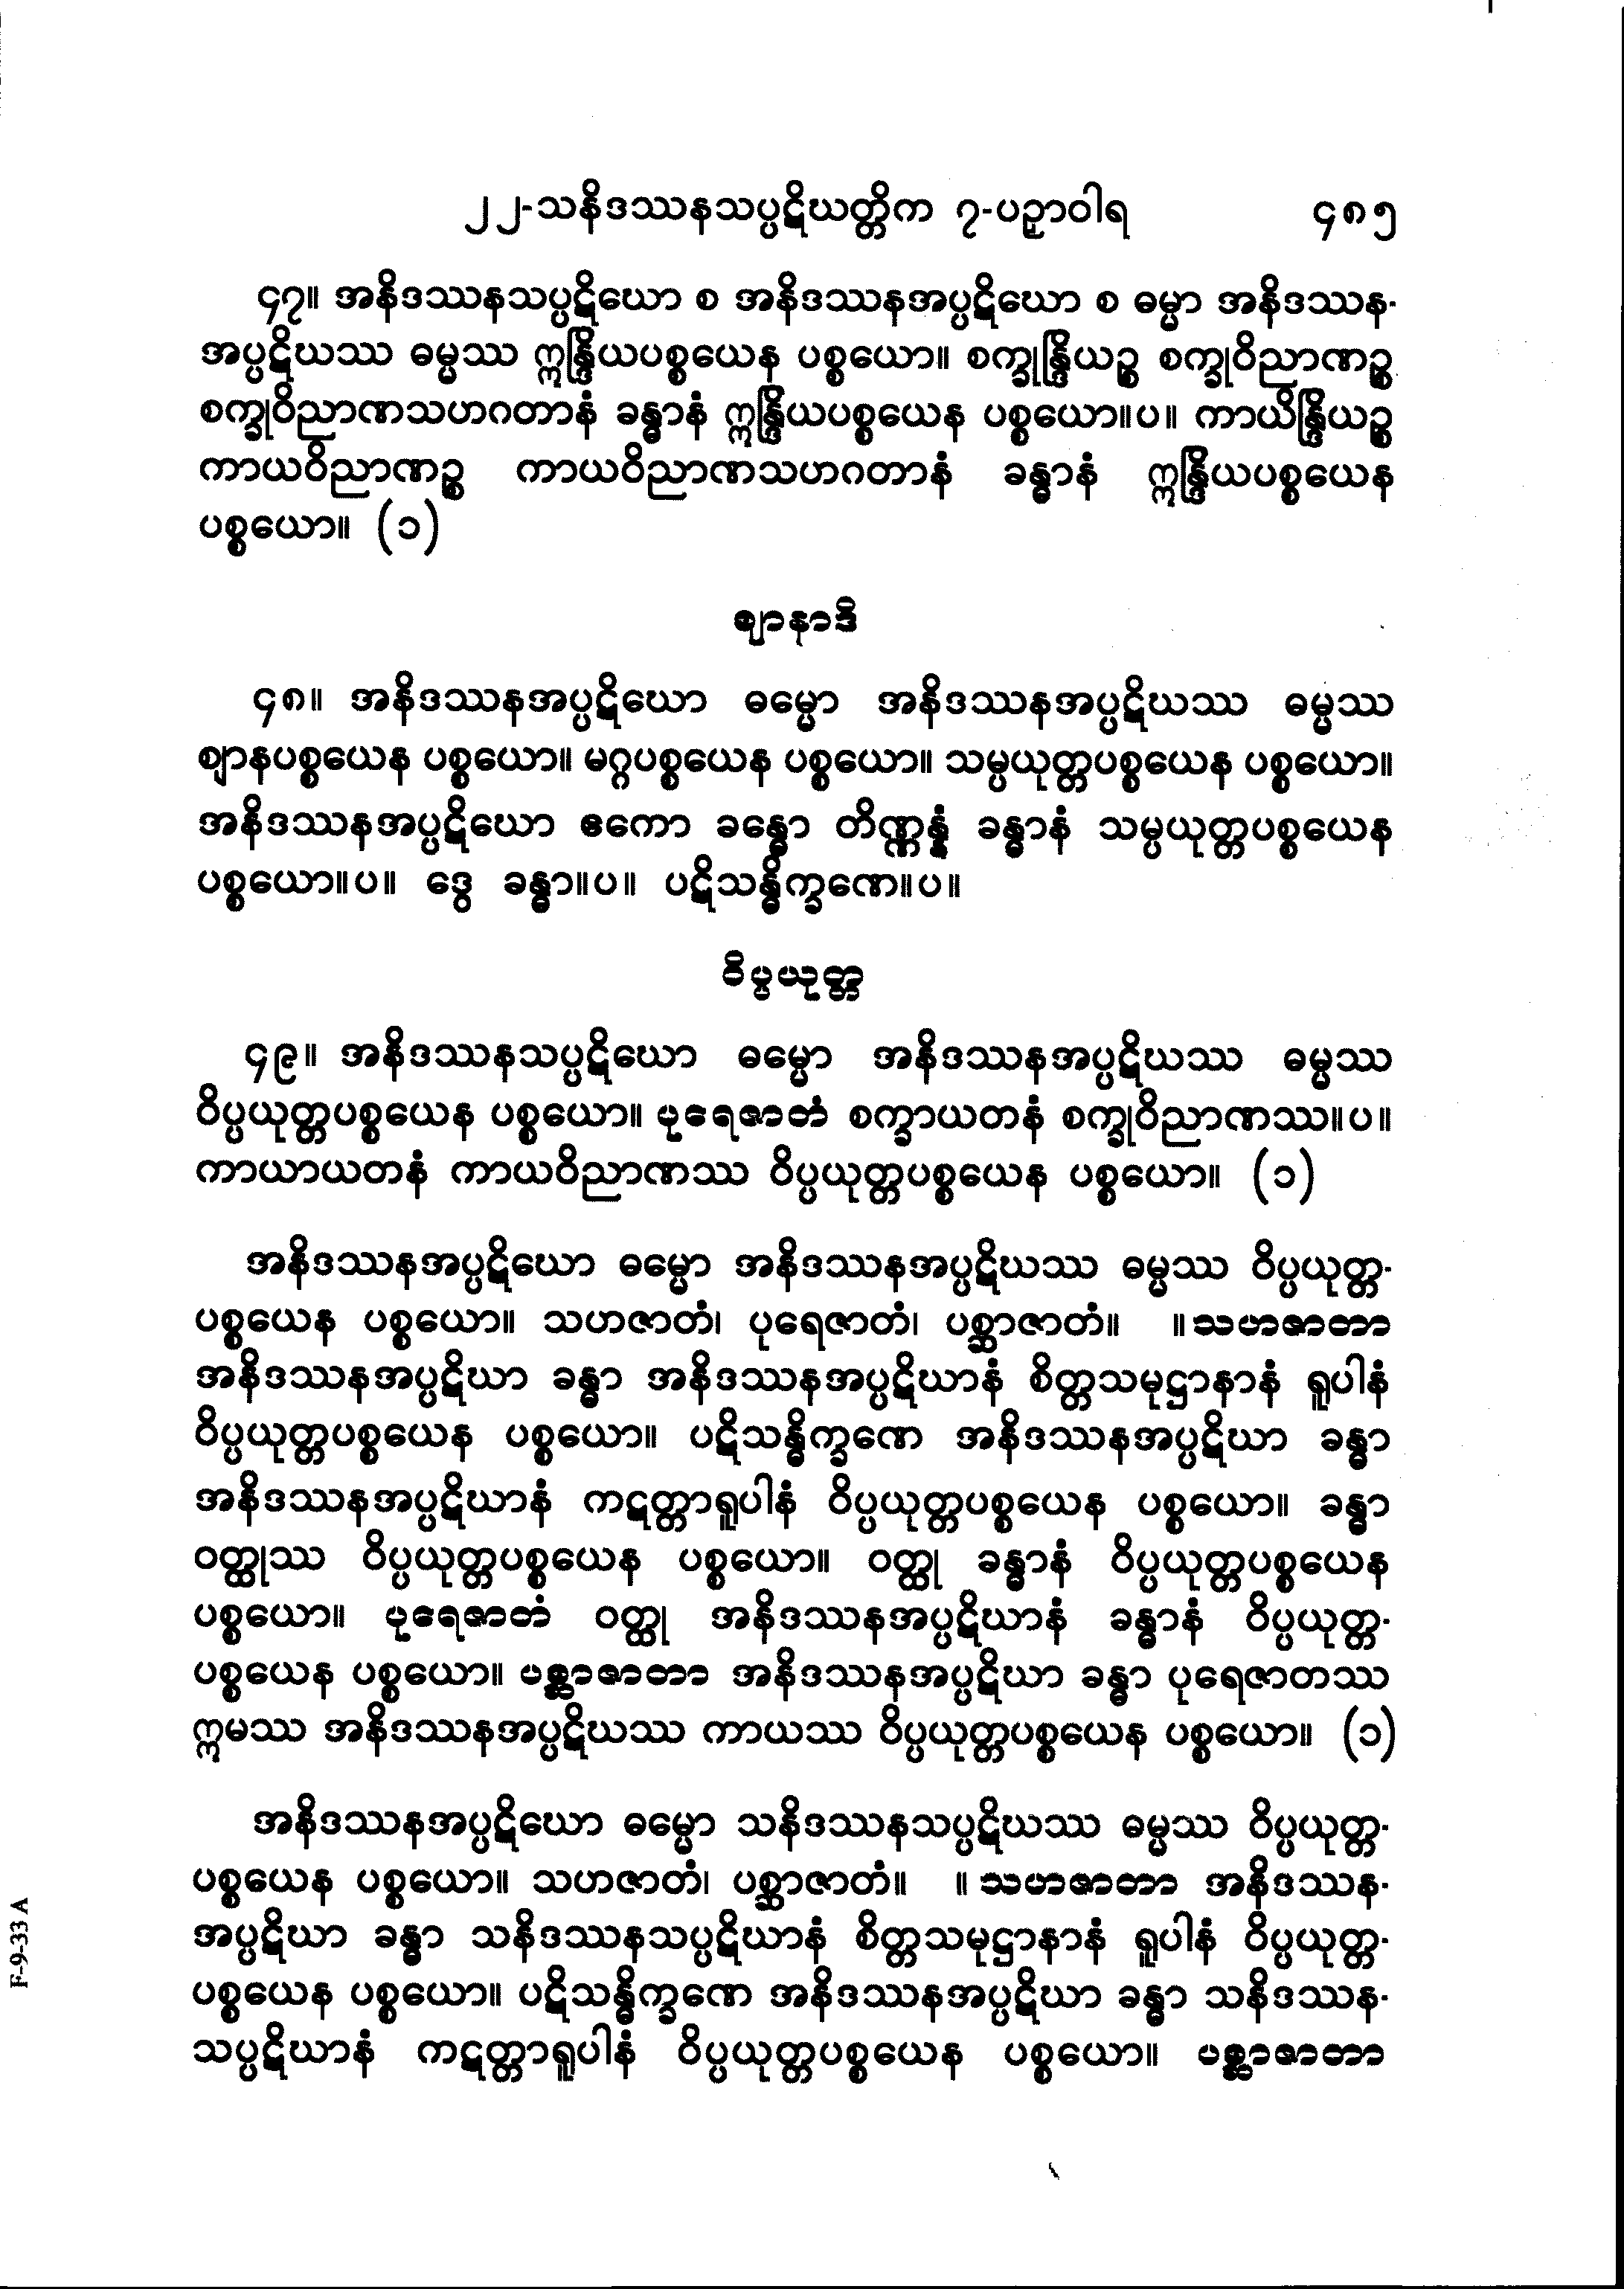 ၂၂-သနိဒဿနသပ္ပဋိဃတ္တိက ၇-ပဉှာဝါရ ၄၈၅
၄၇။ အနိဒဿနသပ္ပဋိဃော စ အနိဒဿနအပ္ပဋိဃော စ ဓမ္မာ အနိဒဿန-
အပ္ပဋိဃဿ ဓမ္မဿ ဣန္ဒြိယပစ္စယေန ပစ္စယော။ စက္ခုန္ဒြိယဉ္စ စက္ခုဝိညာဏဉ္စ
စက္ခုဝိညာဏသဟဂတာနံ ခန္ဓာနံ ဣန္ဒြိယပစ္စယေန ပစ္စယော။ပ။ ကာယိန္ဒြိယဉ္စ
ကာယဝိညာဏဉ္စ ကာယဝိညာဏသဟဂတာနံ ခန္ဓာနံ ဣန္ဒြိယပစ္စယေန
ပစ္စယော။ (၁)
ဈာနာဒိ
၄၈။ အနိဒဿနအပ္ပဋိဃော ဓမ္မော အနိဒဿနအပ္ပဋိဃဿ ဓမ္မဿ
ဈာနပစ္စယေန ပစ္စယော။ မဂ္ဂပစ္စယေန ပစ္စယော။ သမ္ပယုတ္တပစ္စယေန ပစ္စယော။
အနိဒဿနအပ္ပဋိဃော ဧကော ခန္ဓော တိဏ္ဏန္နံ ခန္ဓာနံ သမ္ပယုတ္တပစ္စယေန
ပစ္စယော။ပ။ ဒွေ ခန္ဓာ။ပ။ ပဋိသန္ဓိက္ခဏေ။ပ။
ဝိပ္ပယုတ္တ
၄၉။ အနိဒဿနသပ္ပဋိဃော ဓမ္မော အနိဒဿနအပ္ပဋိဃဿ ဓမ္မဿ
ဝိပ္ပယုတ္တပစ္စယေန ပစ္စယော။ ပုရေဇာတံ စက္ခာယတနံ စက္ခုဝိညာဏဿ။ပ။
ကာယာယတနံ ကာယဝိညာဏဿ ဝိပ္ပယုတ္တပစ္စယေန ပစ္စယော။ (၁)
အနိဒဿနအပ္ပဋိဃော ဓမ္မော အနိဒဿနအပ္ပဋိဃဿ ဓမ္မဿ ဝိပ္ပယုတ္တ-
ပစ္စယေန ပစ္စယော။ သဟဇာတံ၊ ပုရေဇာတံ၊ ပစ္ဆာဇာတံ။ ။သဟဇာတာ
အနိဒဿနအပ္ပဋိဃာ ခန္ဓာ အနိဒဿနအပ္ပဋိဃာနံ စိတ္တသမုဋ္ဌာနာနံ ရူပါနံ
ဝိပ္ပယုတ္တပစ္စယေန ပစ္စယော။ ပဋိသန္ဓိက္ခဏေ အနိဒဿနအပ္ပဋိဃာ ခန္ဓာ
အနိဒဿနအပ္ပဋိဃာနံ ကဋတ္တာရူပါနံ ဝိပ္ပယုတ္တပစ္စယေန ပစ္စယော။ ခန္ဓာ
ဝတ္ထုဿ ဝိပ္ပယုတ္တပစ္စယေန ပစ္စယော။ ဝတ္ထု ခန္ဓာနံ ဝိပ္ပယုတ္တပစ္စယေန
ပစ္စယော။ ပုရေဇာတံ ဝတ္ထု အနိဒဿနအပ္ပဋိဃာနံ ခန္ဓာနံ ဝိပ္ပယုတ္တ-
ပစ္စယေန ပစ္စယော။ ပစ္ဆာဇာတာ အနိဒဿနအပ္ပဋိဃာ ခန္ဓာ ပုရေဇာတဿ
ဣမဿ အနိဒဿနအပ္ပဋိဃဿ ကာယဿ ဝိပ္ပယုတ္တပစ္စယေန ပစ္စယော။ (၁)
အနိဒဿနအပ္ပဋိဃော ဓမ္မော သနိဒဿနသပ္ပဋိဃဿ ဓမ္မဿ ဝိပ္ပယုတ္တ-
ပစ္စယေန ပစ္စယော။ သဟဇာတံ၊ ပစ္ဆာဇာတံ။ ။သဟဇာတာ အနိဒဿန-
အပ္ပဋိဃာ ခန္ဓာ သနိဒဿနသပ္ပဋိဃာနံ စိတ္တသမုဋ္ဌာနာနံ ရူပါနံ ဝိပ္ပယုတ္တ-
ပစ္စယေန ပစ္စယော။ ပဋိသန္ဓိက္ခဏေ အနိဒဿနအပ္ပဋိဃာ ခန္ဓာ သနိဒဿန-
သပ္ပဋိဃာနံ ကဋတ္တာရူပါနံ ဝိပ္ပယုတ္တပစ္စယေန ပစ္စယော။ ပစ္ဆာဇာတာ
F-9-33 A